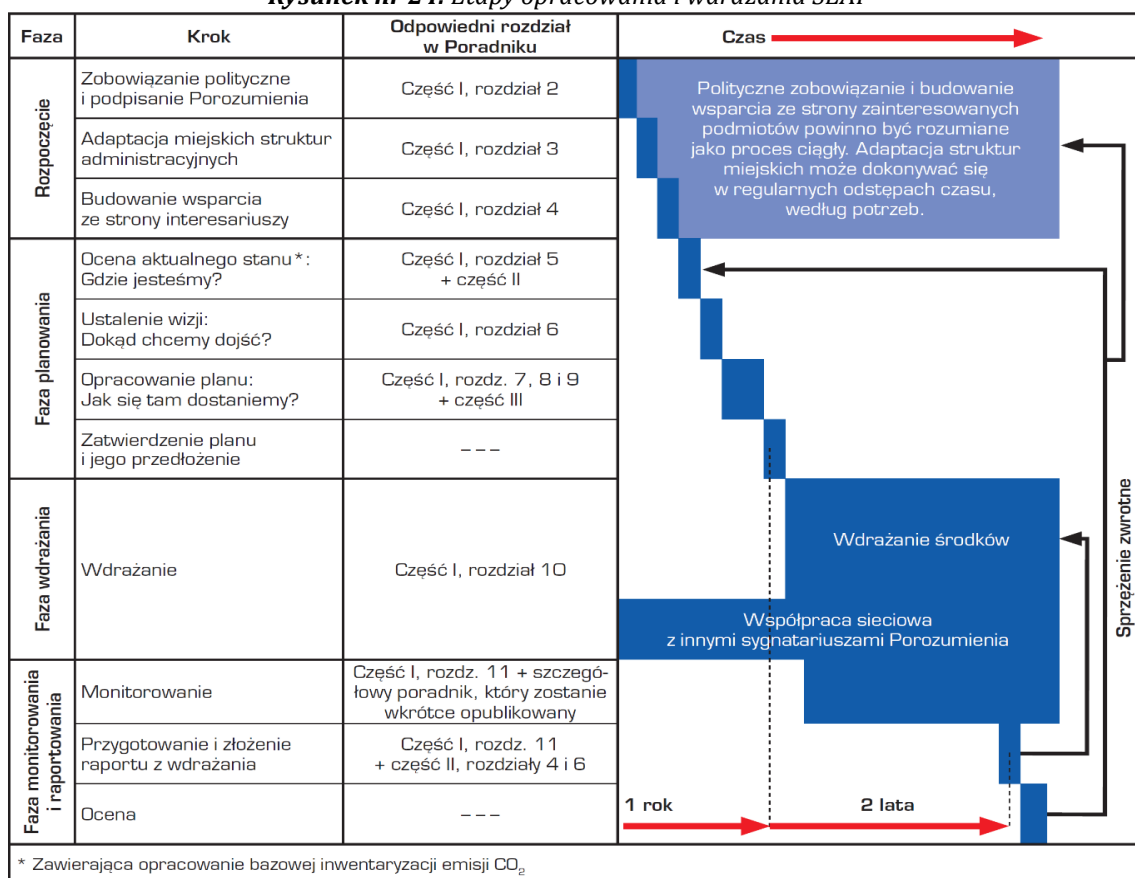 Rysunek nr 2-1. Etapy opracowania i wdrażania SEAP
Faza
Krok
Odpowiedni rozdział
w Poradniku
Czas
Rozpoczęcie
Zobowiązanie polityczne
i podpisanie Porozumienia
Część I, rozdział 2
Adaptacja miejskich struktur
administracyjnych
Część I, rozdział 3
Budowanie wsparcia
ze strony interesariuszy
Część I, rozdział 4
Polityczne zobowiązanie i budowanie
wsparcia ze strony zainteresowanych
podmiotów powinno być rozumiane
jako proces ciągły. Adaptacja struktur
miejskich może dokonywać się
w regularnych odstępach czasu,
według potrzeb.
Faza planowania
Ocena aktualnego stanu*:
Gdzie jesteśmy?
Część I, rozdział 5
+ część II
Ustalenie wizji:
Dokąd chcemy dojść?
Część I, rozdział 6
Opracowanie planu:
Jak się tam dostaniemy?
Część I, rozdz. 7, 8 i 9
+ część III
Zatwierdzenie planu
i jego przedłożenie
– – –
Faza wdrażania
Wdrażanie
Część I, rozdział 10
Wdrażanie środków
Współpraca sieciowa
z innymi sygnatariuszami Porozumienia
Sprzężenie zwrotne
Faza monitorowania
i raportowania
Monitorowanie
Część I, rozdz. 11 + szczegó-
łowy poradnik, który zostanie
wkrótce opublikowany
Przygotowanie i złożenie
raportu z wdrażania
Część I, rozdz. 11
+ część II, rozdziały 4 i 6
Ocena
– – –
1 rok
2 lata
* Zawierająca opracowanie bazowej inwentaryzacji emisji CO₂